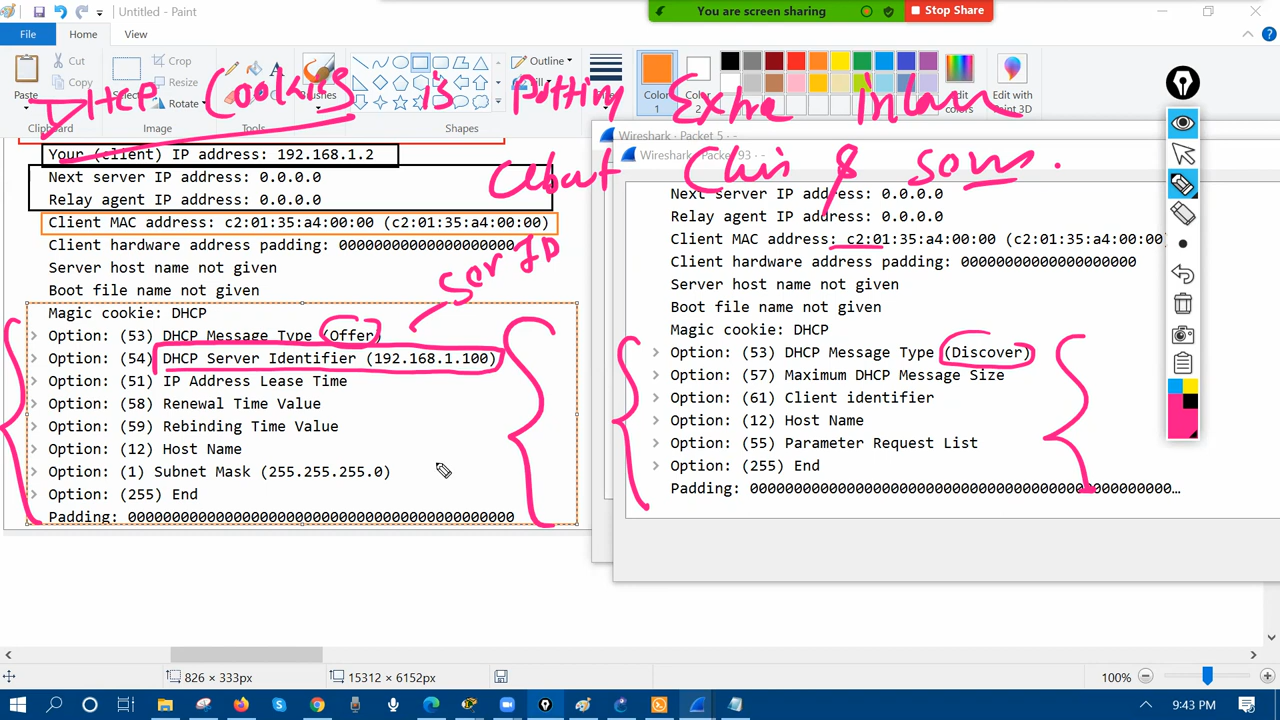 Untitled - Paint
You are screen sharing
Stop Share
File
Home
View
Paste
Cut
Copy
Crop
Resize
Rotate
Brushes
Outline
Fill
Size
Color 1
Color 2
Edit colors
Edit with Paint 3D
Clipboard
Image
Tools
Shapes
DHCP Cookies is Putting Extra
about & 
Your (client) IP address: 192.168.1.2
Next server IP address: 0.0.0.0
Relay agent IP address: 0.0.0.0
Client MAC address: c2:01:35:a4:00:00 (c2:01:35:a4:00:00)
Client hardware address padding: 00000000000000000000
Server host name not given
Boot file name not given
Ser ID
Magic cookie: DHCP
Option: (53) DHCP Message Type (Offer)
Option: (54) DHCP Server Identifier (192.168.1.100)
Option: (51) IP Address Lease Time
Option: (58) Renewal Time Value
Option: (59) Rebinding Time Value
Option: (12) Host Name
Option: (1) Subnet Mask (255.255.255.0)
Option: (255) End
Padding: 00000000000000000000000000000000000000000000
Wireshark · Packet 5 · -
Wireshark · Packet 93 · -
Next server IP address: 0.0.0.0
Relay agent IP address: 0.0.0.0
Client MAC address: c2:01:35:a4:00:00 (c2:01:35:a4:00:00)
Client hardware address padding: 00000000000000000000
Server host name not given
Boot file name not given
Magic cookie: DHCP
Option: (53) DHCP Message Type (Discover)
Option: (57) Maximum DHCP Message Size
Option: (61) Client identifier
Option: (12) Host Name
Option: (55) Parameter Request List
Option: (255) End
Padding: 000000000000000000000000000000000000000000000000…
826 × 333px
15312 × 6152px
100%
9:43 PM